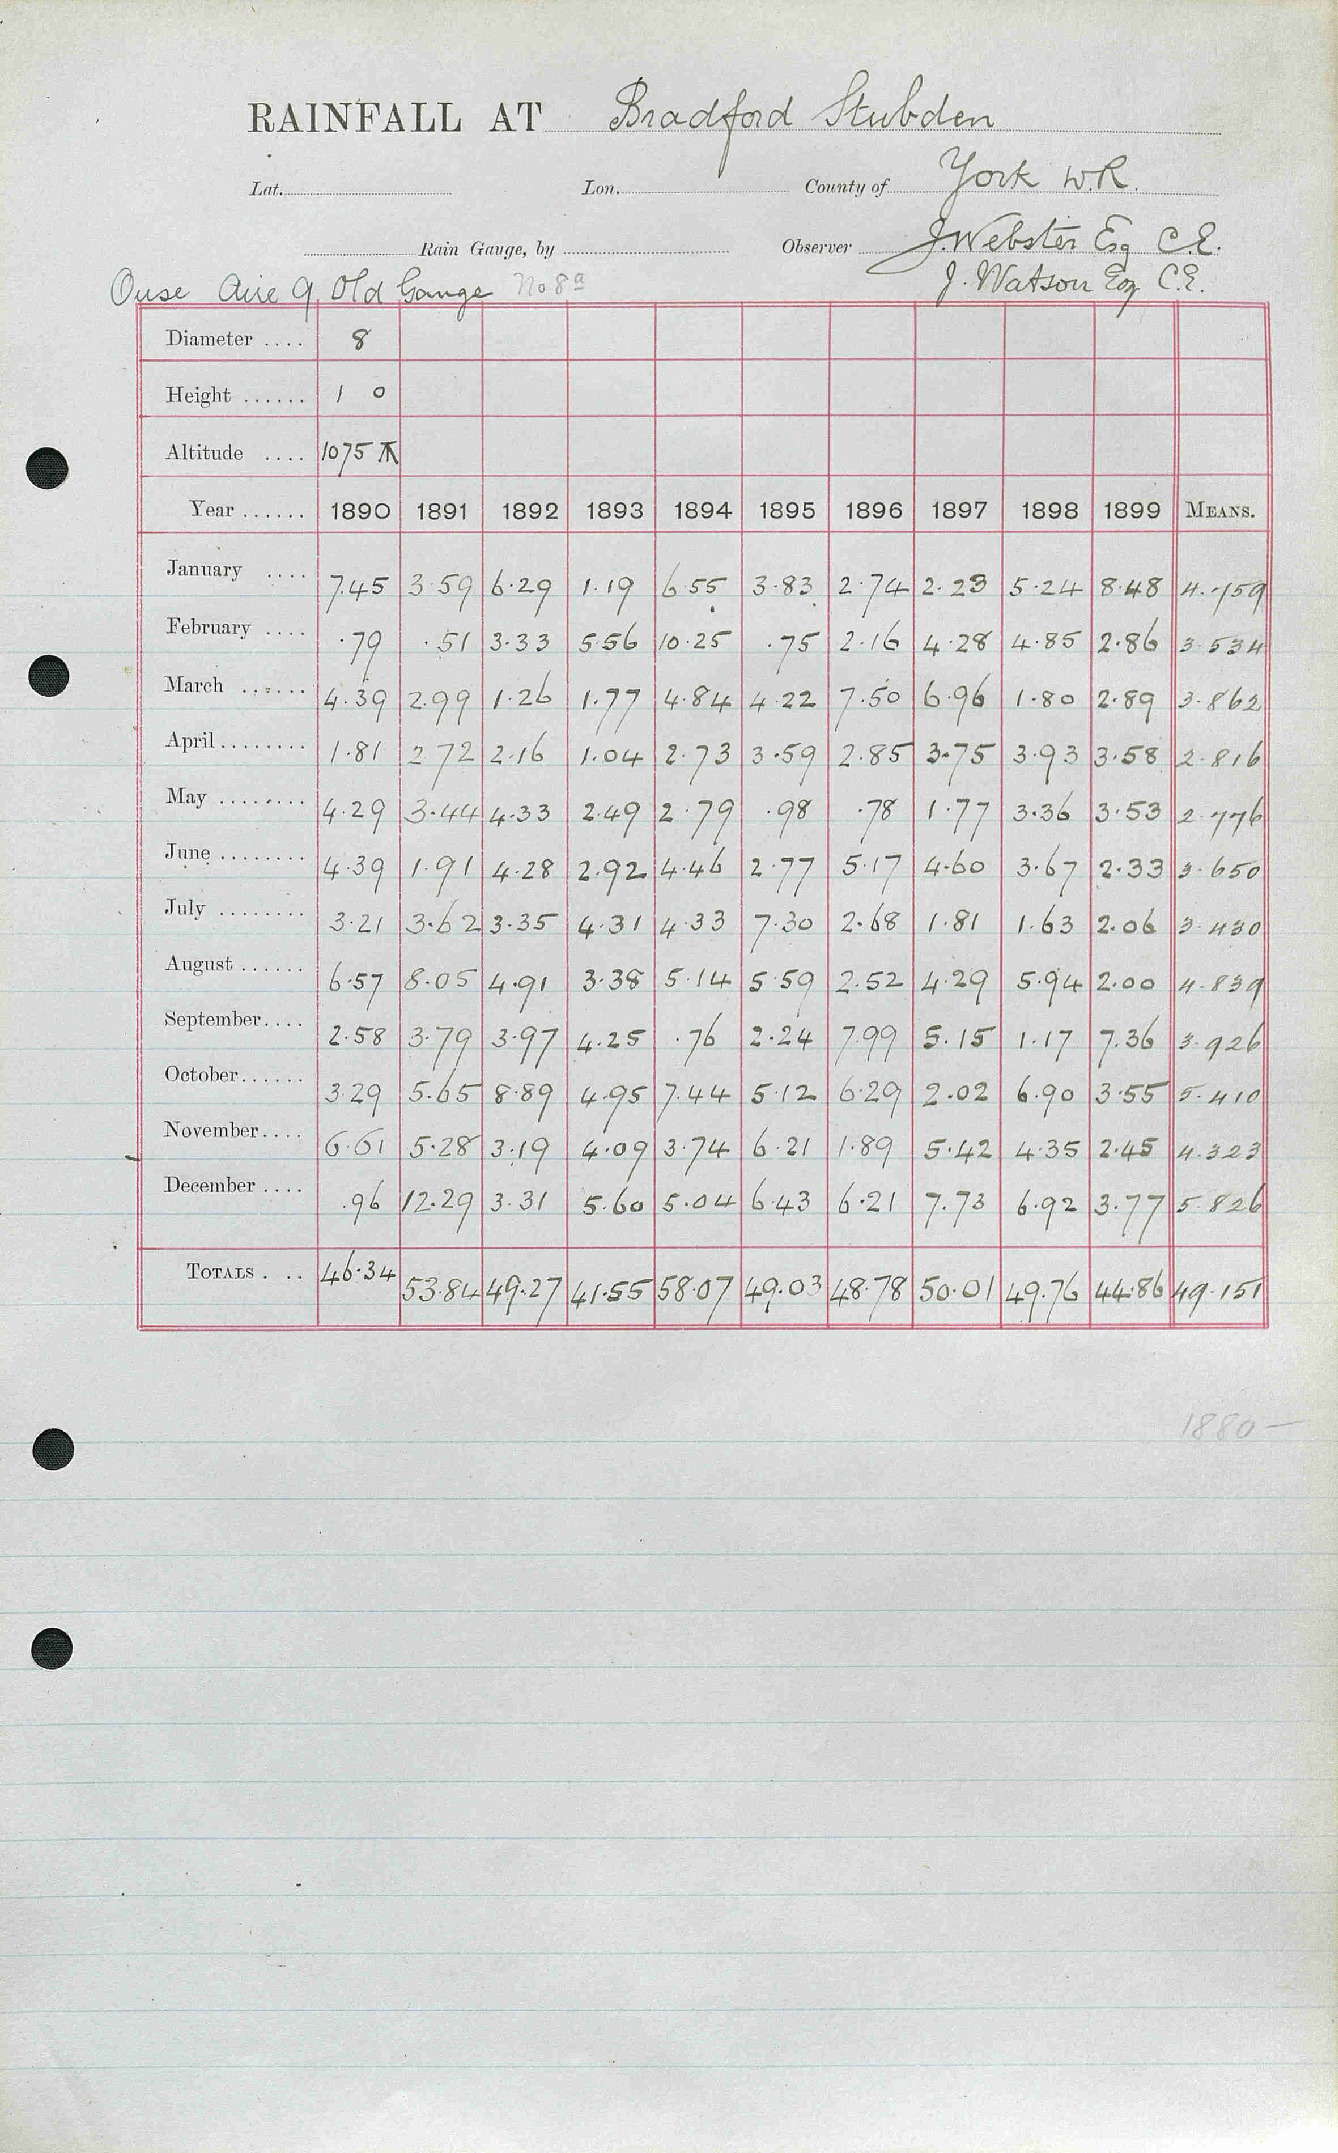 RAINFALL AT Bradford Stubden
Lat. Lon. County of York W.R.
Rain Gauge, by Observer J. Webster Esq C.E.
Ouse Aire 9 Old Gauge No 8a J. Watson Esq C.E.
Diameter .... 8
Height ...... 1 0
Altitude .... 1075
Year ...... 1890 1891 1892 1893 1894 1895 1896 1897 1898 1899 MEANS.
January .... 7.45 3.59 6.29 1.19 6.55 3.83 2.74 2.23 5.24 8.48 4.759
February .... .79 .51 3.33 5.56 10.25 .75 2.16 4.28 4.85 2.86 3.534
March ...... 4.39 2.99 1.26 1.77 4.84 4.22 7.50 6.96 1.80 2.89 3.862
April ........ 1.81 2.72 2.16 1.04 2.73 3.59 2.85 3.75 3.93 3.58 2.816
May ........ 4.29 3.44 4.33 2.49 2.79 .98 .78 1.77 3.36 3.53 2.776
June ........ 4.39 1.91 4.28 2.92 4.46 2.77 5.17 4.60 3.67 2.33 3.650
July ........ 3.21 3.62 3.35 4.31 4.33 7.30 2.68 1.81 1.63 2.06 3.430
August ...... 6.57 8.05 4.91 3.38 5.14 5.59 2.52 4.29 5.94 2.00 4.839
September .... 2.58 3.79 3.97 4.25 .76 2.24 7.99 5.15 1.17 7.36 3.926
October ...... 3.29 5.65 8.89 4.95 7.44 5.12 6.29 2.02 6.90 3.55 5.410
November .... 6.61 5.28 3.19 4.09 3.74 6.21 1.89 5.42 4.35 2.45 4.323
December .... .96 12.29 3.31 5.60 5.04 6.43 6.21 7.73 6.92 3.77 5.826
TOTALS . .. 46.34 53.84 49.27 41.55 58.07 49.03 48.78 50.01 49.76 44.86 49.151
1880 —